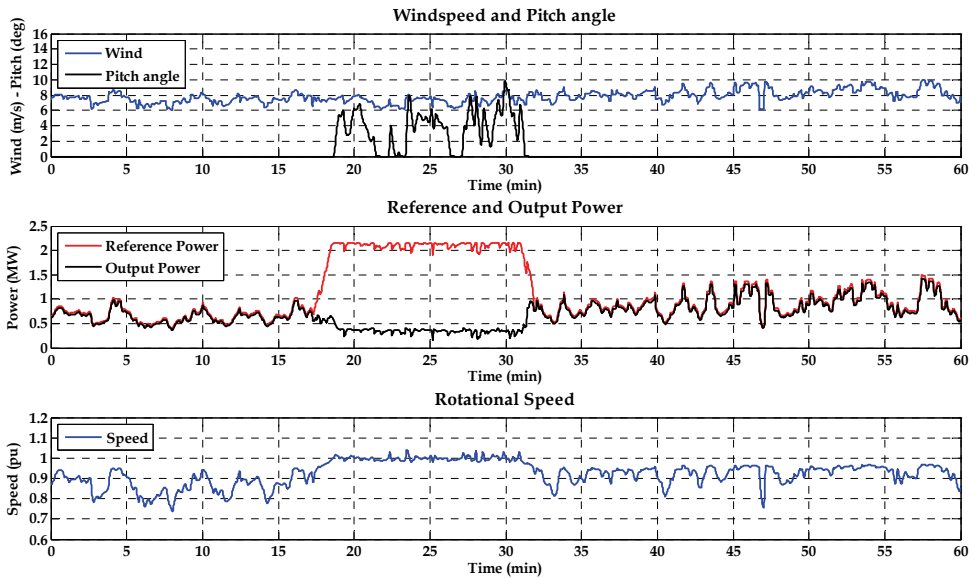 Windspeed and Pitch angle
Wind (m/s) - Pitch (deg)
16
14
12
10
8
6
4
2
0
Wind
Pitch angle
0 5 10 15 20 25 30 35 40 45 50 55 60
Time (min)
Reference and Output Power
Power (MW)
2.5
2
1.5
1
0.5
0
Reference Power
Output Power
0 5 10 15 20 25 30 35 40 45 50 55 60
Time (min)
Rotational Speed
Speed (pu)
1.2
1.1
1
0.9
0.8
0.7
0.6
Speed
0 5 10 15 20 25 30 35 40 45 50 55 60
Time (min)